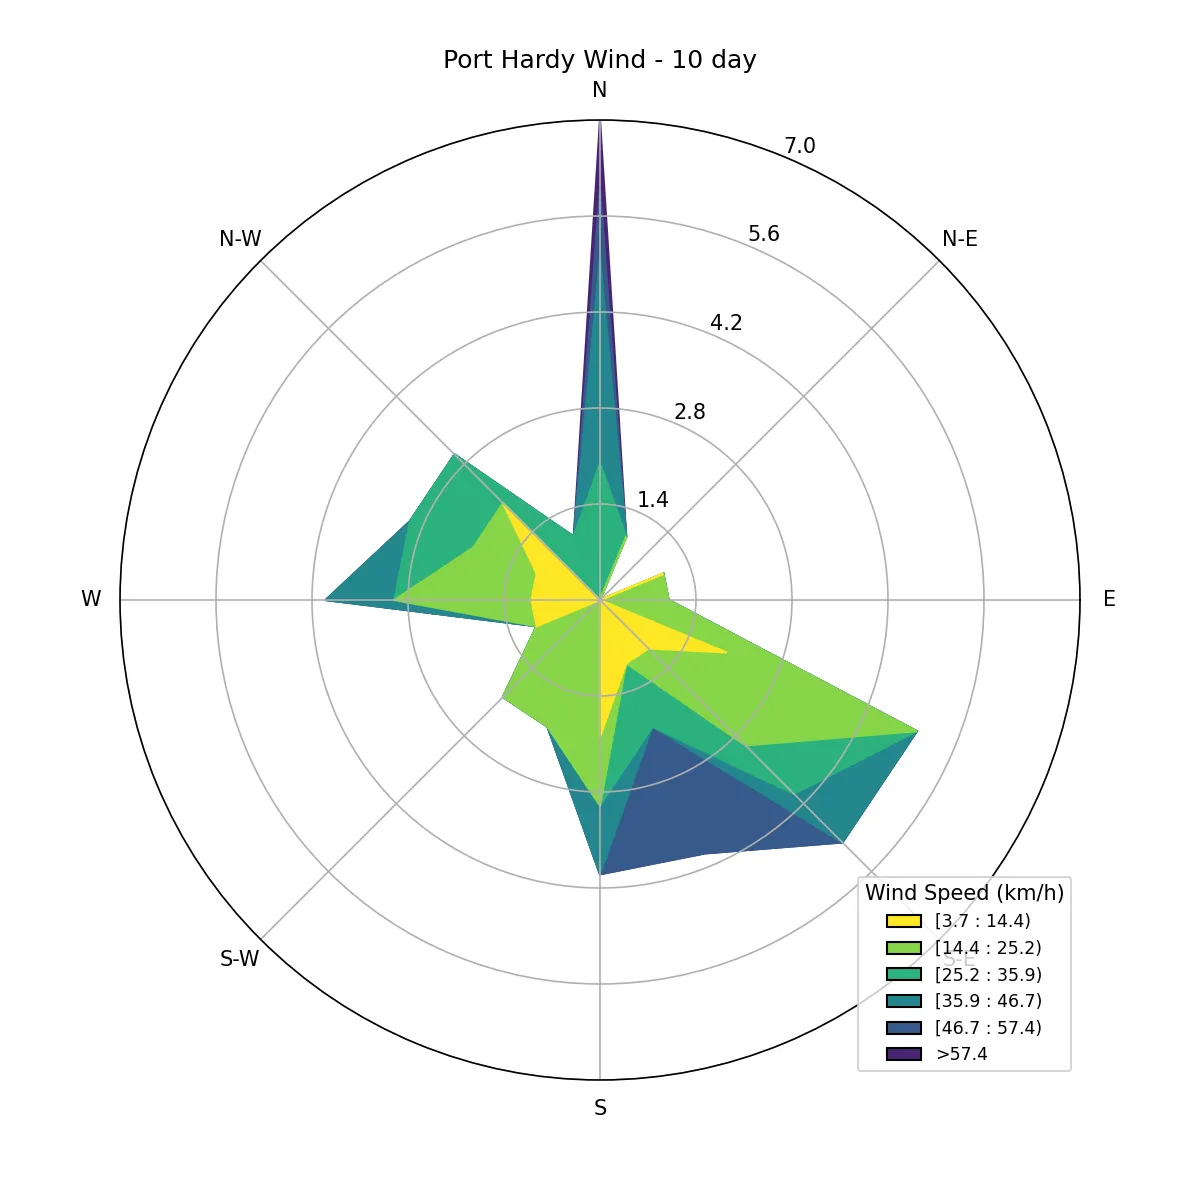 Port Hardy Wind - 10 day
N
7.0
N-W
5.6
N-E
4.2
2.8
1.4
W
E
Wind Speed (km/h)
[3.7 : 14.4)
[14.4 : 25.2)
S-W
S-E
[25.2 : 35.9)
[35.9 : 46.7)
[46.7 : 57.4)
>57.4
S